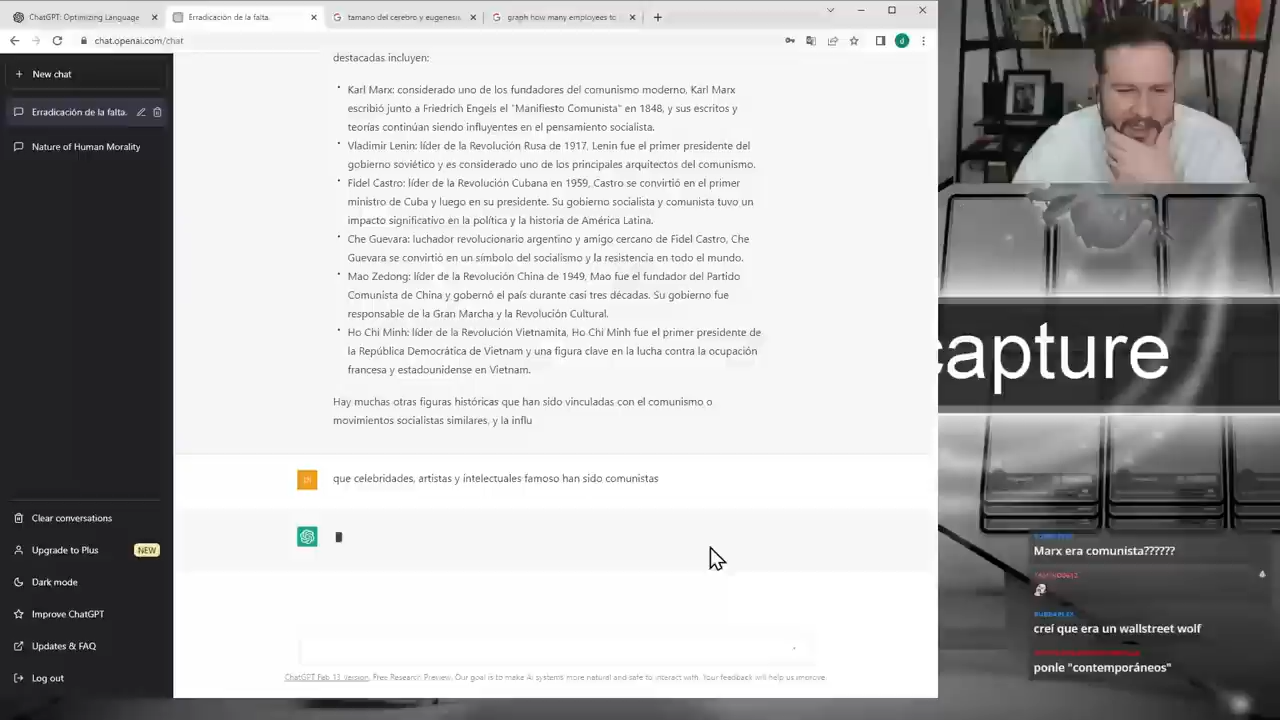 ChatGPT: Optimizing Language
Erradicación de la falta.
tamano del cerebro y eugenesis
graph how many employees to
chat.openai.com/chat
New chat
Erradicación de la falta.
Nature of Human Morality
Clear conversations
Upgrade to Plus NEW
Dark mode
Improve ChatGPT
Updates & FAQ
Log out
destacadas incluyen:
• Karl Marx: considerado uno de los fundadores del comunismo moderno, Karl Marx
escribió junto a Friedrich Engels el "Manifiesto Comunista" en 1848, y sus escritos y
teorías continúan siendo influyentes en el pensamiento socialista.
• Vladimir Lenin: líder de la Revolución Rusa de 1917, Lenin fue el primer presidente del
gobierno soviético y es considerado uno de los principales arquitectos del comunismo.
• Fidel Castro: líder de la Revolución Cubana en 1959, Castro se convirtió en el primer
ministro de Cuba y luego en su presidente. Su gobierno socialista y comunista tuvo un
impacto significativo en la política y la historia de América Latina.
• Che Guevara: luchador revolucionario argentino y amigo cercano de Fidel Castro, Che
Guevara se convirtió en un símbolo del socialismo y la resistencia en todo el mundo.
• Mao Zedong: líder de la Revolución China de 1949, Mao fue el fundador del Partido
Comunista de China y gobernó el país durante casi tres décadas. Su gobierno fue
responsable de la Gran Marcha y la Revolución Cultural.
• Ho Chi Minh: líder de la Revolución Vietnamita, Ho Chi Minh fue el primer presidente de
la República Democrática de Vietnam y una figura clave en la lucha contra la ocupación
francesa y estadounidense en Vietnam.
Hay muchas otras figuras históricas que han sido vinculadas con el comunismo o
movimientos socialistas similares, y la influ
que celebridades, artistas y intelectuales famoso han sido comunistas
ChatGPT Feb 13 Version. Free Research Preview. Our goal is to make AI systems more natural and safe to interact with. Your feedback will help us improve.
capture
Marx era comunista??????
creí que era un wallstreet wolf
ponle "contemporáneos"